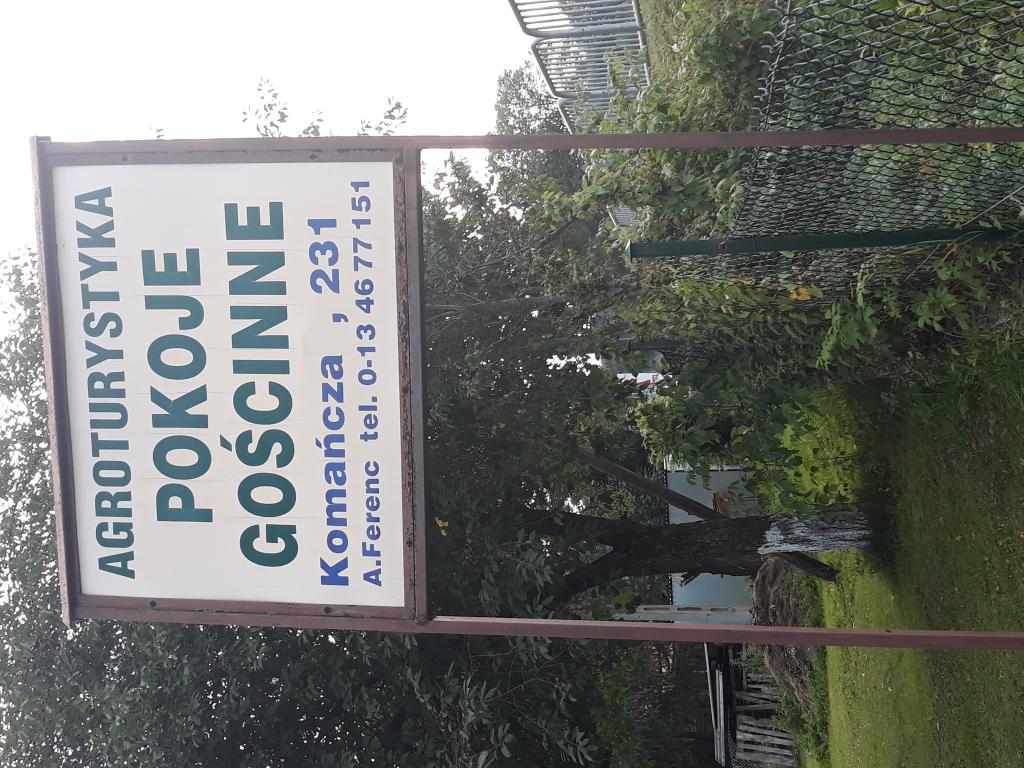 AGROTURYSTYKA
POKOJE
GOŚCINNE
Komańcza , 231
A.Ferenc tel. 0-13 46 77 151